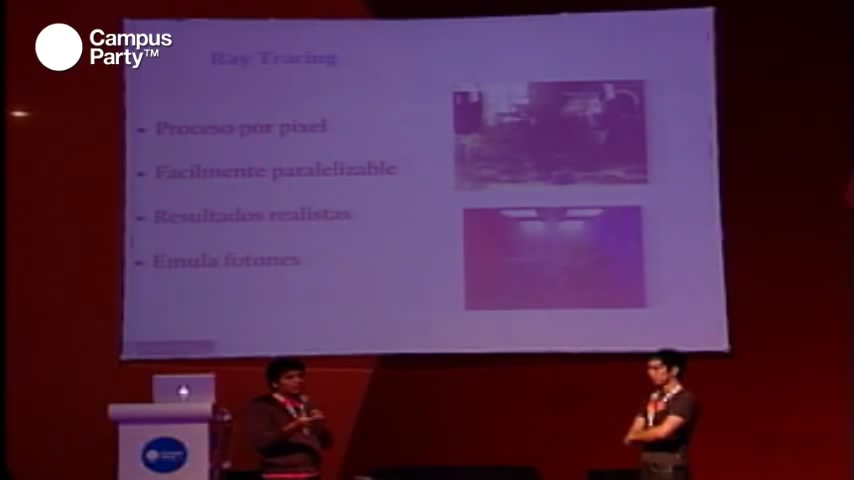 Campus
Party™
Ray Tracing
Proceso por pixel
Facilmente paralelizable
Resultados realistas
Emula fotones